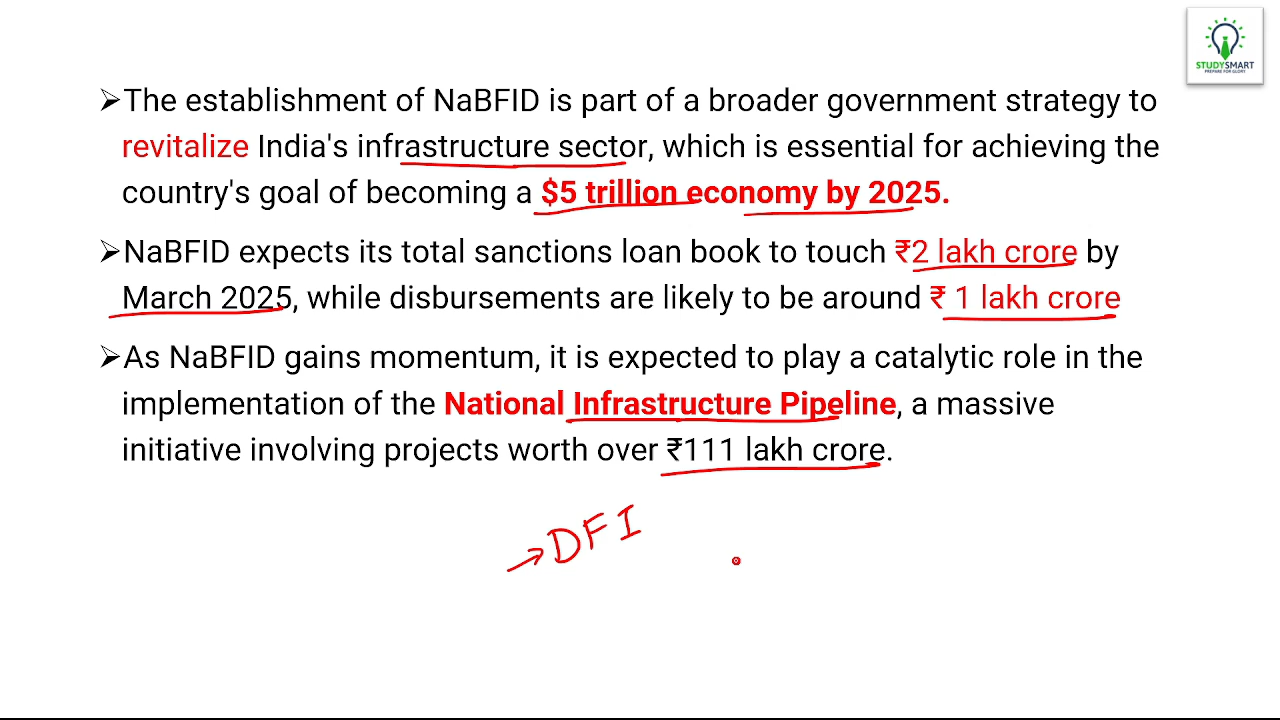 STUDYSMART
PREPARE FOR GLORY
➢The establishment of NaBFID is part of a broader government strategy to
revitalize India's infrastructure sector, which is essential for achieving the
country's goal of becoming a $5 trillion economy by 2025.
➢NaBFID expects its total sanctions loan book to touch ₹2 lakh crore by
March 2025, while disbursements are likely to be around ₹ 1 lakh crore
➢As NaBFID gains momentum, it is expected to play a catalytic role in the
implementation of the National Infrastructure Pipeline, a massive
initiative involving projects worth over ₹111 lakh crore.
→DFI